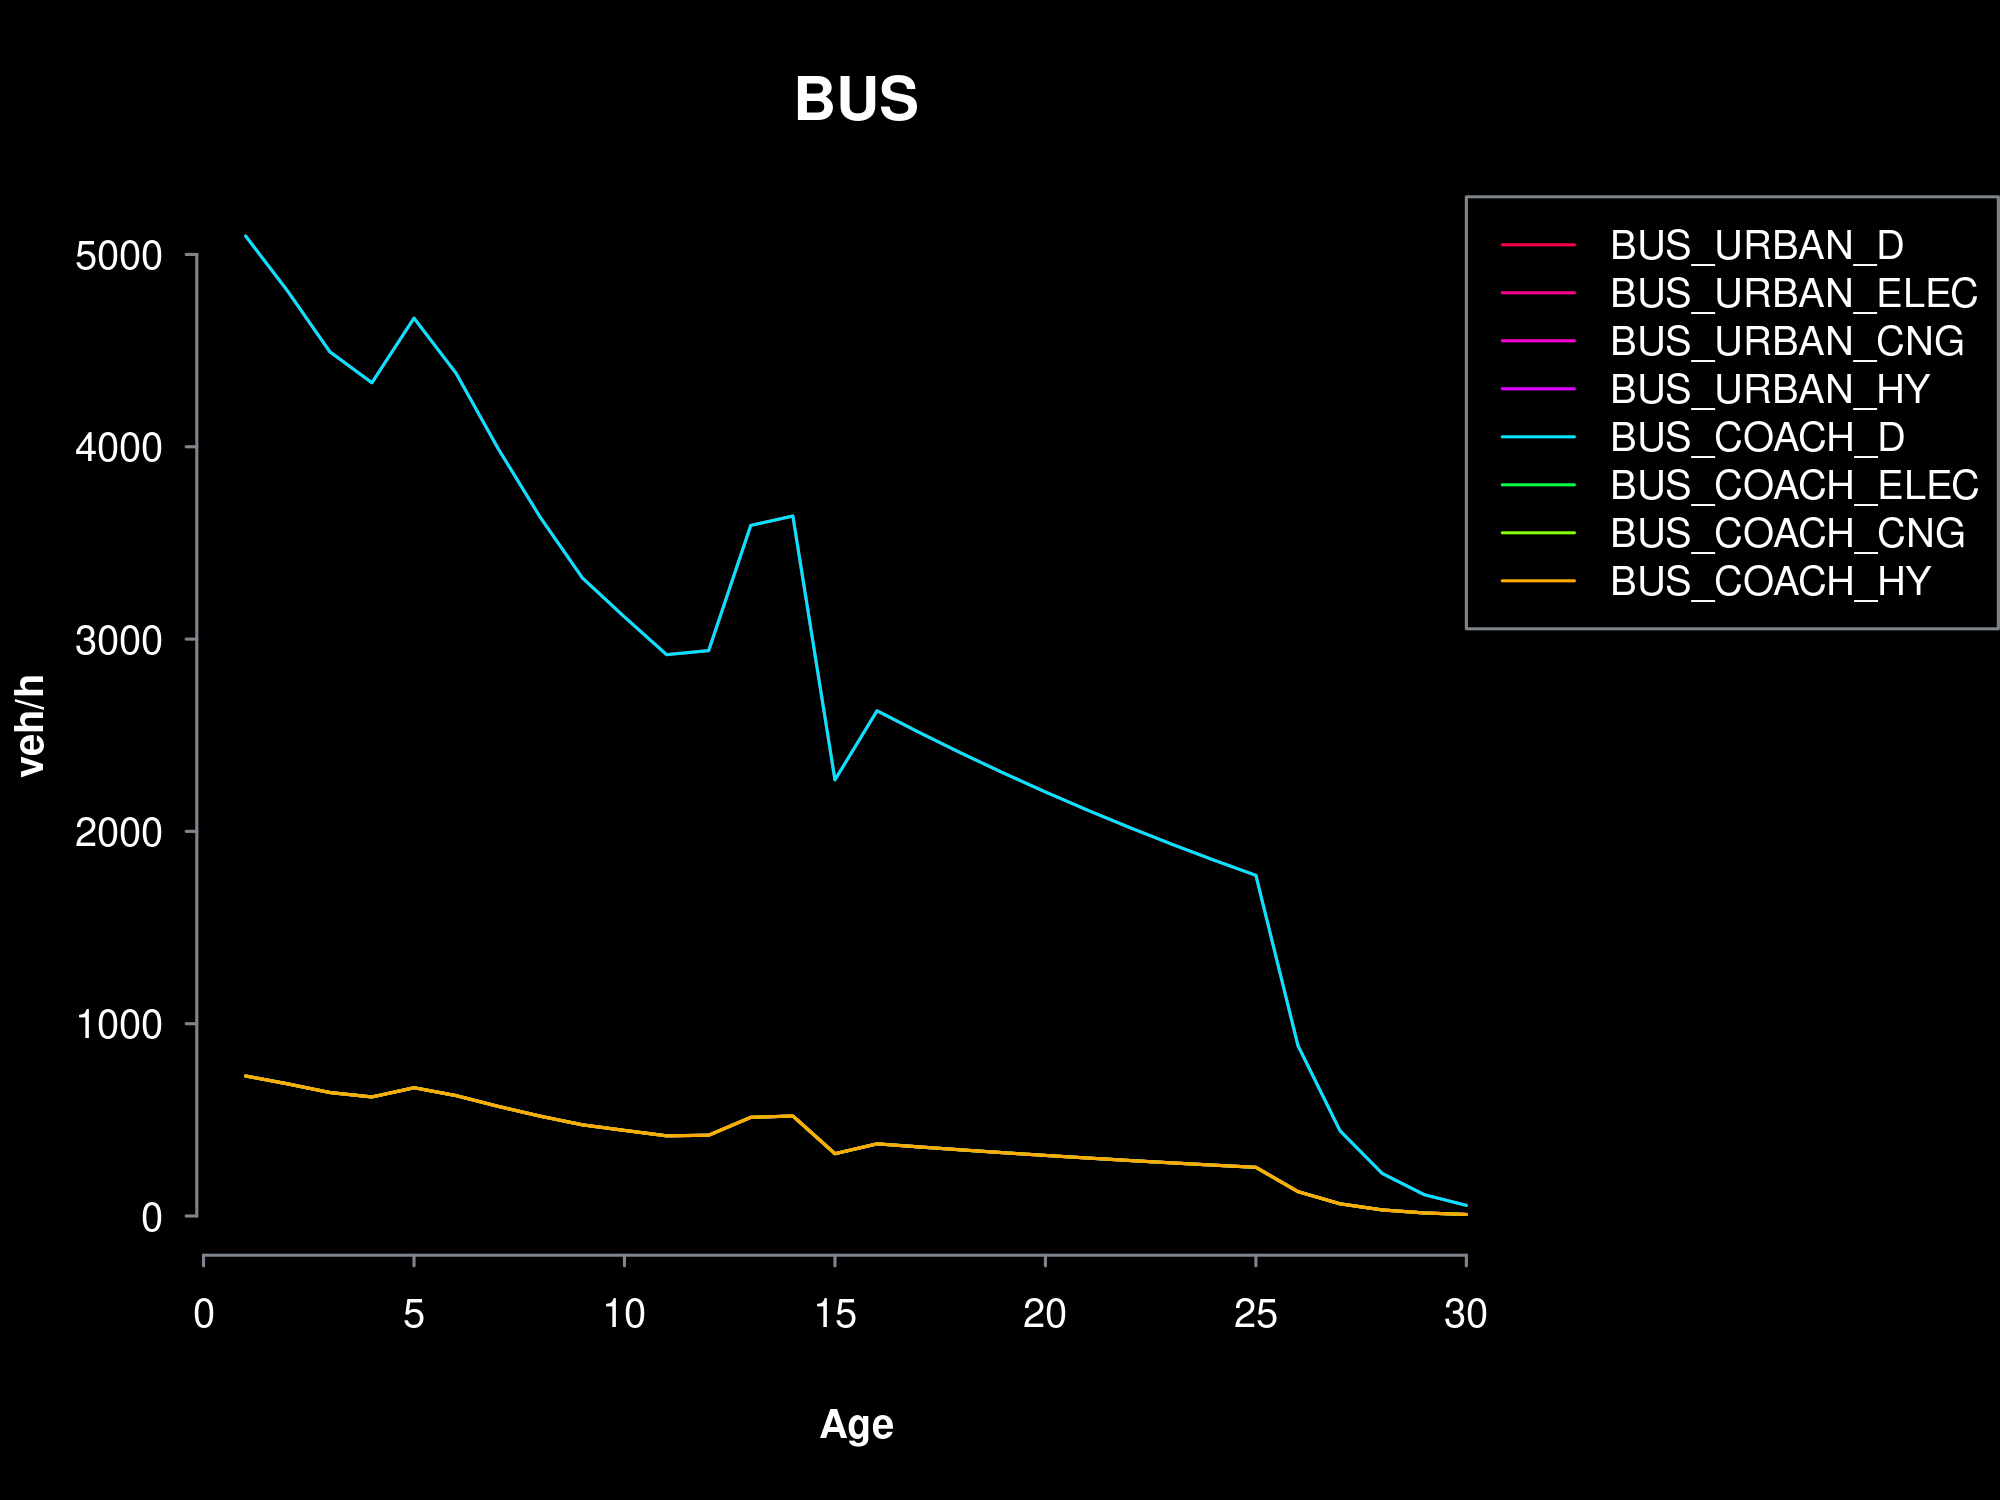 BUS
5000
4000
3000
2000
1000
0
veh/h
0 5 10 15 20 25 30
Age
BUS_URBAN_D
BUS_URBAN_ELEC
BUS_URBAN_CNG
BUS_URBAN_HY
BUS_COACH_D
BUS_COACH_ELEC
BUS_COACH_CNG
BUS_COACH_HY